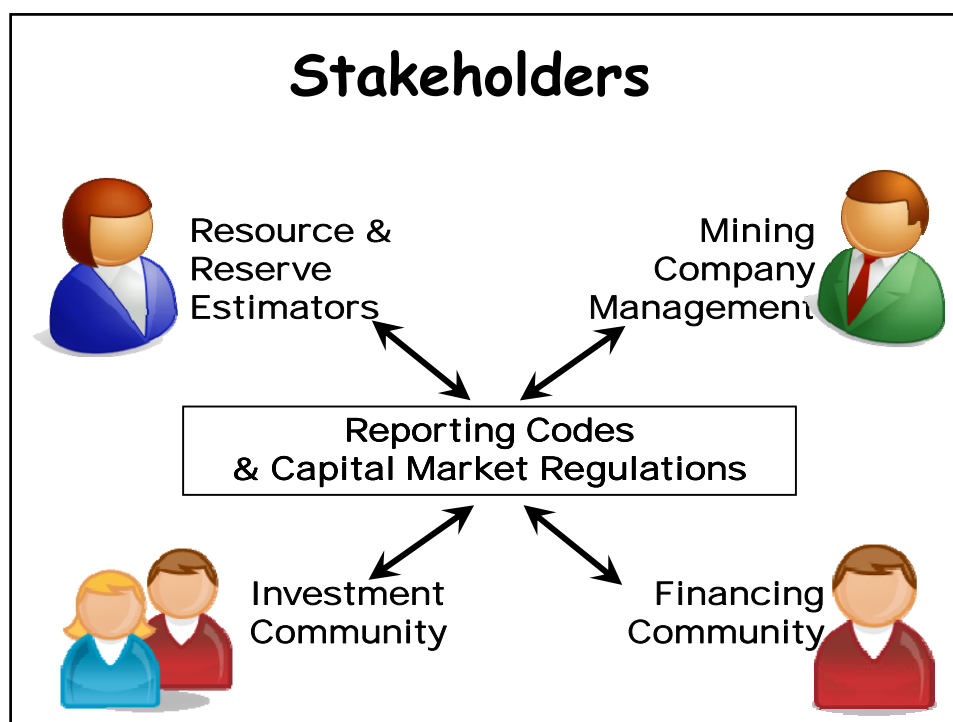 Stakeholders
Resource &
Reserve
Estimators
Mining
Company
Management
Reporting Codes
& Capital Market Regulations
Investment
Community
Financing
Community